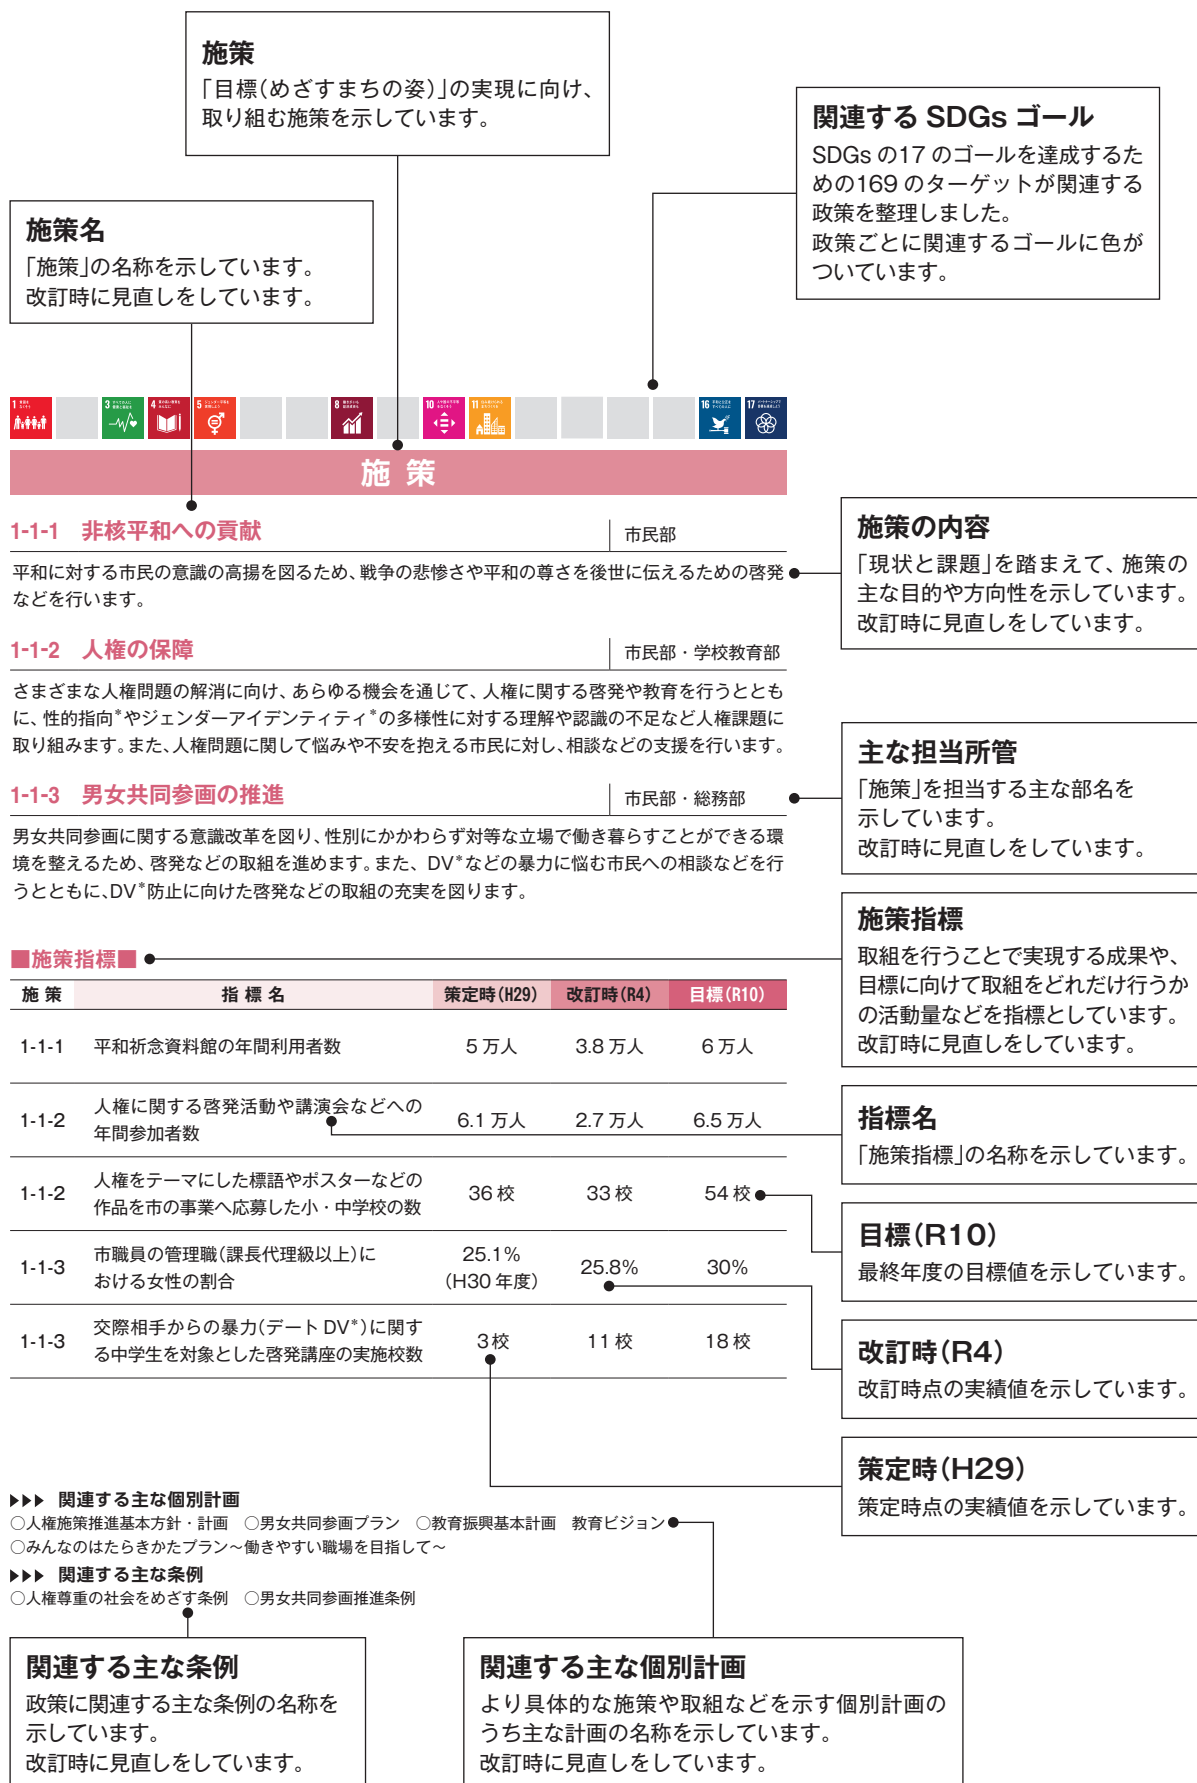 施策
「目標(めざすまちの姿)」の実現に向け、
取り組む施策を示しています。
関連する SDGs ゴール
SDGs の17 のゴールを達成するた
めの169 のターゲットが関連する
政策を整理しました。
政策ごとに関連するゴールに色が
ついています。
施策名
「施策」の名称を示しています。
改訂時に見直しをしています。
1 3 4 5 8 10 11 16 17
施 策
1-1-1 非核平和への貢献 市民部
平和に対する市民の意識の高揚を図るため、戦争の悲惨さや平和の尊さを後世に伝えるための啓発
などを行います。
1-1-2 人権の保障 市民部・学校教育部
さまざまな人権問題の解消に向け、あらゆる機会を通じて、人権に関する啓発や教育を行うととも
に、性的指向*やジェンダーアイデンティティ*の多様性に対する理解や認識の不足など人権課題に
取り組みます。また、人権問題に関して悩みや不安を抱える市民に対し、相談などの支援を行います。
1-1-3 男女共同参画の推進 市民部・総務部
男女共同参画に関する意識改革を図り、性別にかかわらず対等な立場で働き暮らすことができる環
境を整えるため、啓発などの取組を進めます。また、DV*などの暴力に悩む市民への相談などを行
うとともに、DV*防止に向けた啓発などの取組の充実を図ります。
施策の内容
「現状と課題」を踏まえて、施策の
主な目的や方向性を示しています。
改訂時に見直しをしています。
主な担当所管
「施策」を担当する主な部名を
示しています。
改訂時に見直しをしています。
施策指標
取組を行うことで実現する成果や、
目標に向けて取組をどれだけ行うか
の活動量などを指標としています。
改訂時に見直しをしています。
■施策指標■
施 策 指 標 名 策定時(H29) 改訂時(R4) 目標(R10)
1-1-1 平和祈念資料館の年間利用者数 5 万人 3.8 万人 6 万人
1-1-2 人権に関する啓発活動や講演会などへの
年間参加者数 6.1 万人 2.7 万人 6.5 万人
1-1-2 人権をテーマにした標語やポスターなどの
作品を市の事業へ応募した小・中学校の数 36 校 33 校 54 校
1-1-3 市職員の管理職(課長代理級以上)に
おける女性の割合 25.1%
(H30 年度) 25.8% 30%
1-1-3 交際相手からの暴力(デート DV*)に関す
る中学生を対象とした啓発講座の実施校数 3 校 11 校 18 校
指標名
「施策指標」の名称を示しています。
目標(R10)
最終年度の目標値を示しています。
改訂時(R4)
改訂時点の実績値を示しています。
策定時(H29)
策定時点の実績値を示しています。
▶▶▶ 関連する主な個別計画
○人権施策推進基本方針・計画 ○男女共同参画プラン ○教育振興基本計画 教育ビジョン
○みんなのはたらきかたプラン～働きやすい職場を目指して～
▶▶▶ 関連する主な条例
○人権尊重の社会をめざす条例 ○男女共同参画推進条例
関連する主な条例
政策に関連する主な条例の名称を
示しています。
改訂時に見直しをしています。
関連する主な個別計画
より具体的な施策や取組などを示す個別計画の
うち主な計画の名称を示しています。
改訂時に見直しをしています。